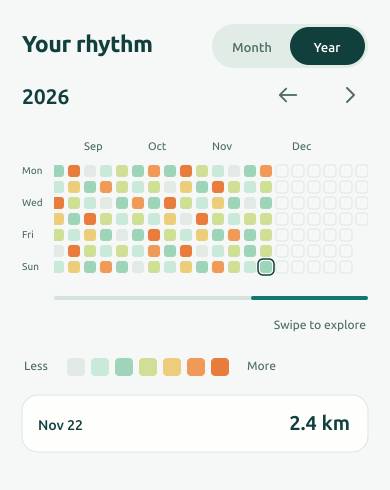 Your rhythm
Month Year
2026
Sep Oct Nov Dec
Mon
Wed
Fri
Sun
Swipe to explore
Less More
Nov 22 2.4 km